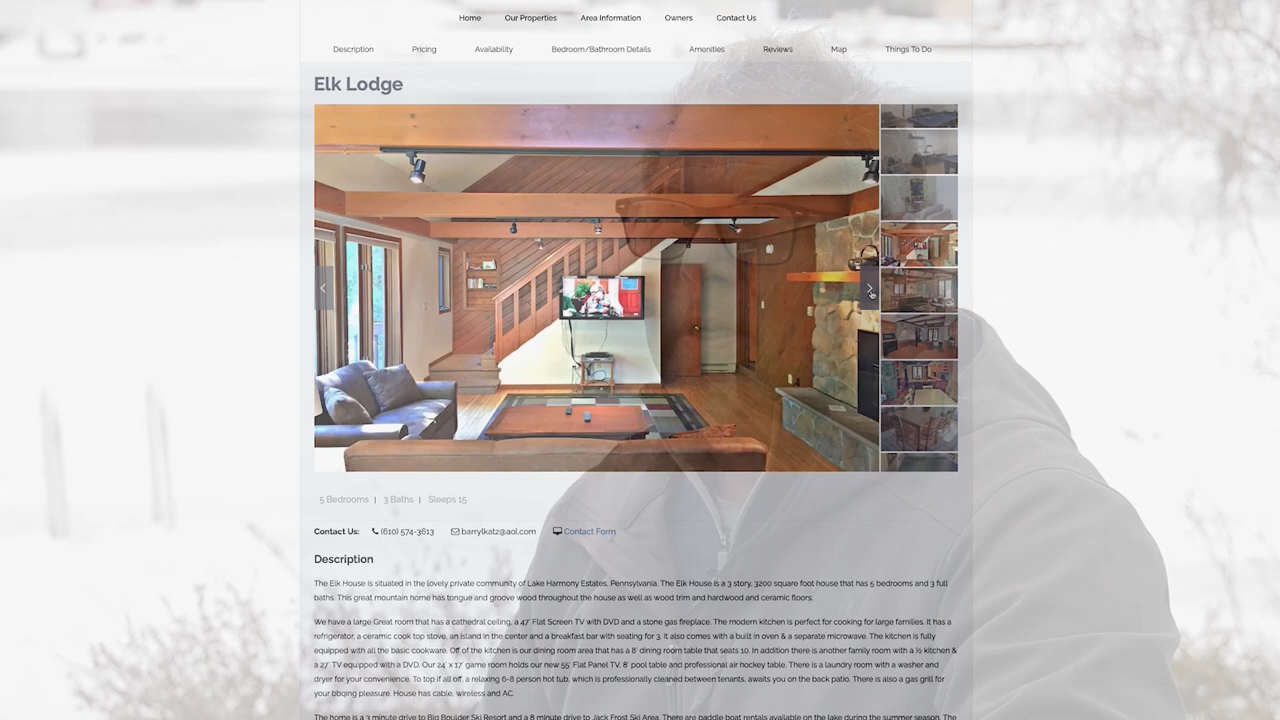 Home Our Properties Area Information Owners Contact Us
Description Pricing Availability Bedroom/Bathroom Details Amenities Reviews Map Things To Do
Elk Lodge
5 Bedrooms | 3 Baths | Sleeps 15
Contact Us: (610) 574-3613 barrylkatz@aol.com Contact Form
Description
The Elk House is situated in the lovely private community of Lake Harmony Estates, Pennsylvania. The Elk House is a 3 story, 3200 square foot house that has 5 bedrooms and 3 full
baths. This great mountain home has tongue and groove wood throughout the house as well as wood trim and hardwood and ceramic floors.
We have a large Great room that has a cathedral ceiling, a 47' Flat Screen TV with DVD and a stone gas fireplace. The modern kitchen is perfect for cooking for large families. It has a
refrigerator, a ceramic cook top stove, an island in the center and a breakfast bar with seating for 3. It also comes with a built in oven & a separate microwave. The kitchen is fully
equipped with all the basic cookware. Off of the kitchen is our dining room area that has a 8' dining room table that seats 10. In addition there is another family room with a ½ kitchen &
a 27' TV equipped with a DVD. Our 24' x 17' game room holds our new 55' Flat Panel TV, 8' pool table and professional air hockey table. There is a laundry room with a washer and
dryer for your convenience. To top if all off, a relaxing 6-8 person hot tub, which is professionally cleaned between tenants, awaits you on the back patio. There is also a gas grill for
your bbqing pleasure. House has cable, wireless and AC.
The home is a 3 minute drive to Big Boulder Ski Resort and a 8 minute drive to Jack Frost Ski Area. There are paddle boat rentals available on the lake during the summer season. The